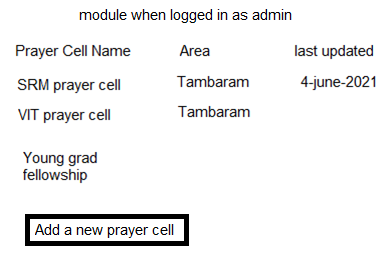 module when logged in as admin
Prayer Cell Name Area last updated
SRM prayer cell Tambaram 4-june-2021
VIT prayer cell Tambaram
Young grad
fellowship
Add a new prayer cell